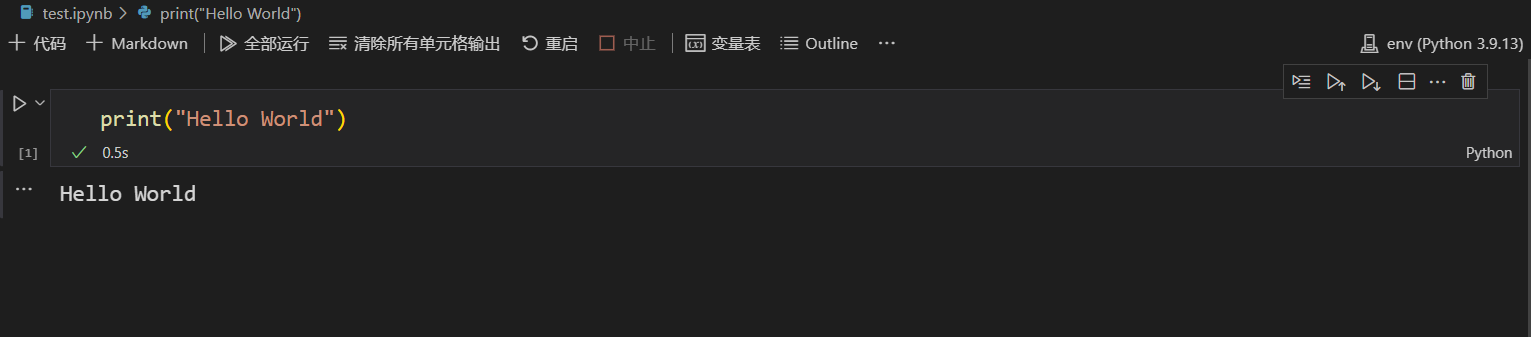 test.ipynb > print("Hello World")
代码 Markdown 全部运行 清除所有单元格输出 重启 中止 变量表 Outline ... env (Python 3.9.13)
print("Hello World")
[1] 0.5s Python
Hello World